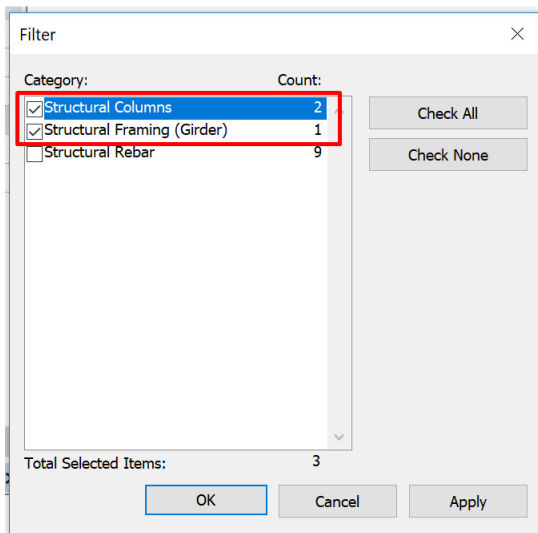 Filter
Category: Count:
Structural Columns 2
Structural Framing (Girder) 1
Structural Rebar 9
Check All
Check None
Total Selected Items: 3
OK Cancel Apply